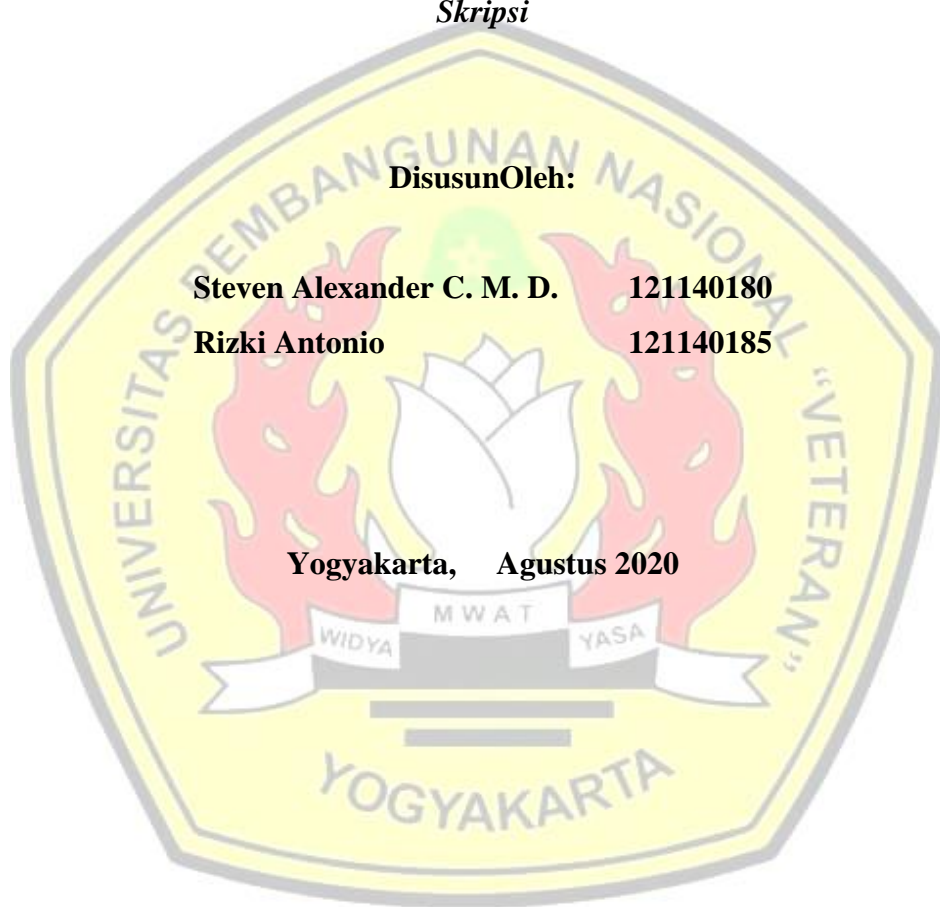 Skripsi
DisusunOleh:
Steven Alexander C. M. D. 121140180
Rizki Antonio 121140185
Yogyakarta, Agustus 2020
UNIVERSITAS PEMBANGUNAN NASIONAL "VETERAN"
WIDYA MWAT YASA
YOGYAKARTA